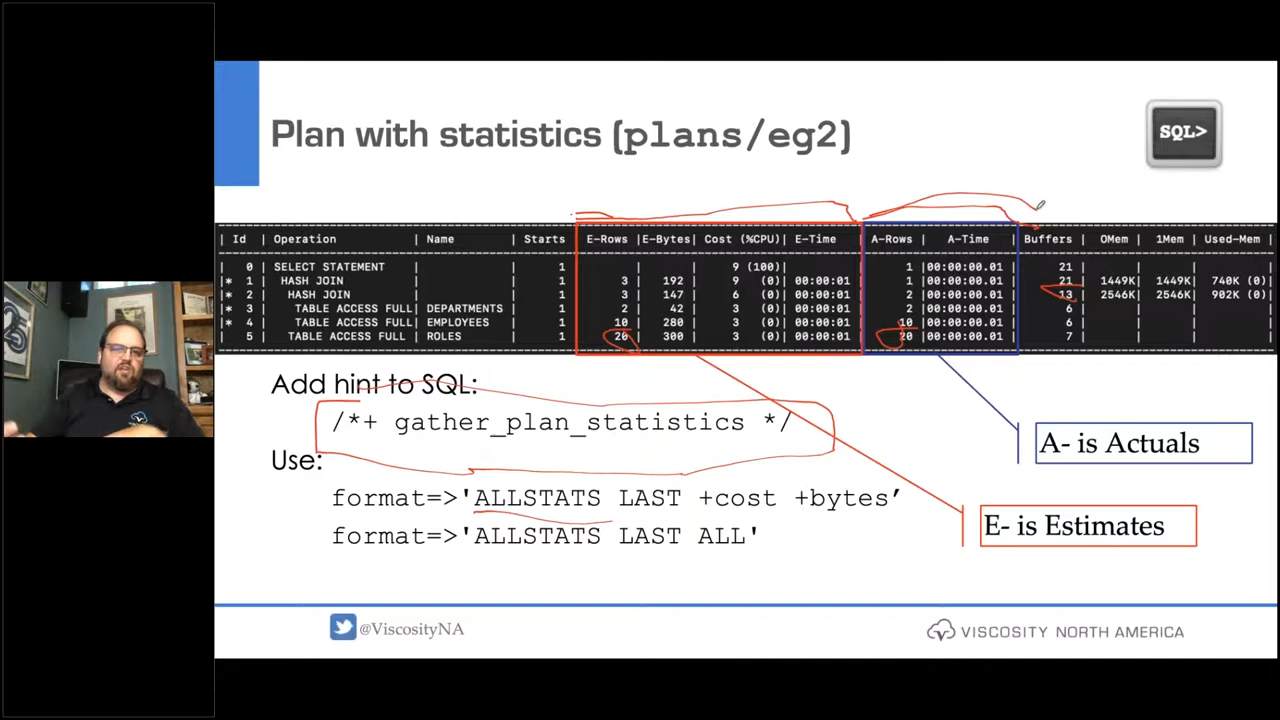 Plan with statistics (plans/eg2)
SQL>
| Id | Operation | Name | Starts | E-Rows |E-Bytes| Cost (%CPU)| E-Time | A-Rows | A-Time | Buffers | OMem | 1Mem | Used-Mem |
| 0 | SELECT STATEMENT | | 1 | | | 9 (100)| | 1 |00:00:00.01 | 21 | | | |
|* 1 | HASH JOIN | | 1 | 3 | 192 | 9 (0)| 00:00:01 | 1 |00:00:00.01 | 21 | 1449K | 1449K | 740K (0)|
|* 2 | HASH JOIN | | 1 | 3 | 147 | 6 (0)| 00:00:01 | 2 |00:00:00.01 | 13 | 2546K | 2546K | 902K (0)|
|* 3 | TABLE ACCESS FULL| DEPARTMENTS | 1 | 2 | 42 | 3 (0)| 00:00:01 | 2 |00:00:00.01 | 6 | | | |
|* 4 | TABLE ACCESS FULL| EMPLOYEES | 1 | 10 | 280 | 3 (0)| 00:00:01 | 10 |00:00:00.01 | 6 | | | |
| 5 | TABLE ACCESS FULL | ROLES | 1 | 20 | 300 | 3 (0)| 00:00:01 | 20 |00:00:00.01 | 7 | | | |
Add hint to SQL:
/*+ gather_plan_statistics */
Use:
format=>'ALLSTATS LAST +cost +bytes’
format=>'ALLSTATS LAST ALL'
A- is Actuals
E- is Estimates
@ViscosityNA
VISCOSITY NORTH AMERICA